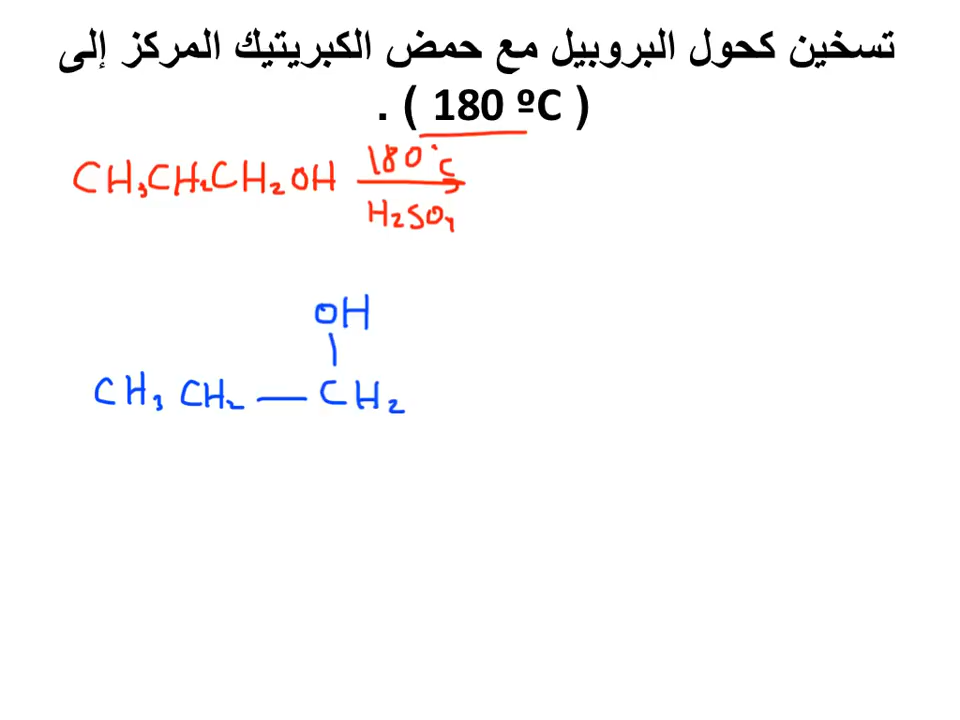 تسخين كحول البروبيل مع حمض الكبريتيك المركز إلى
( 180 ºC ) .
CH₃CH₂CH₂OH 180°C
H₂SO₄
OH
CH₃ CH₂ — CH₂